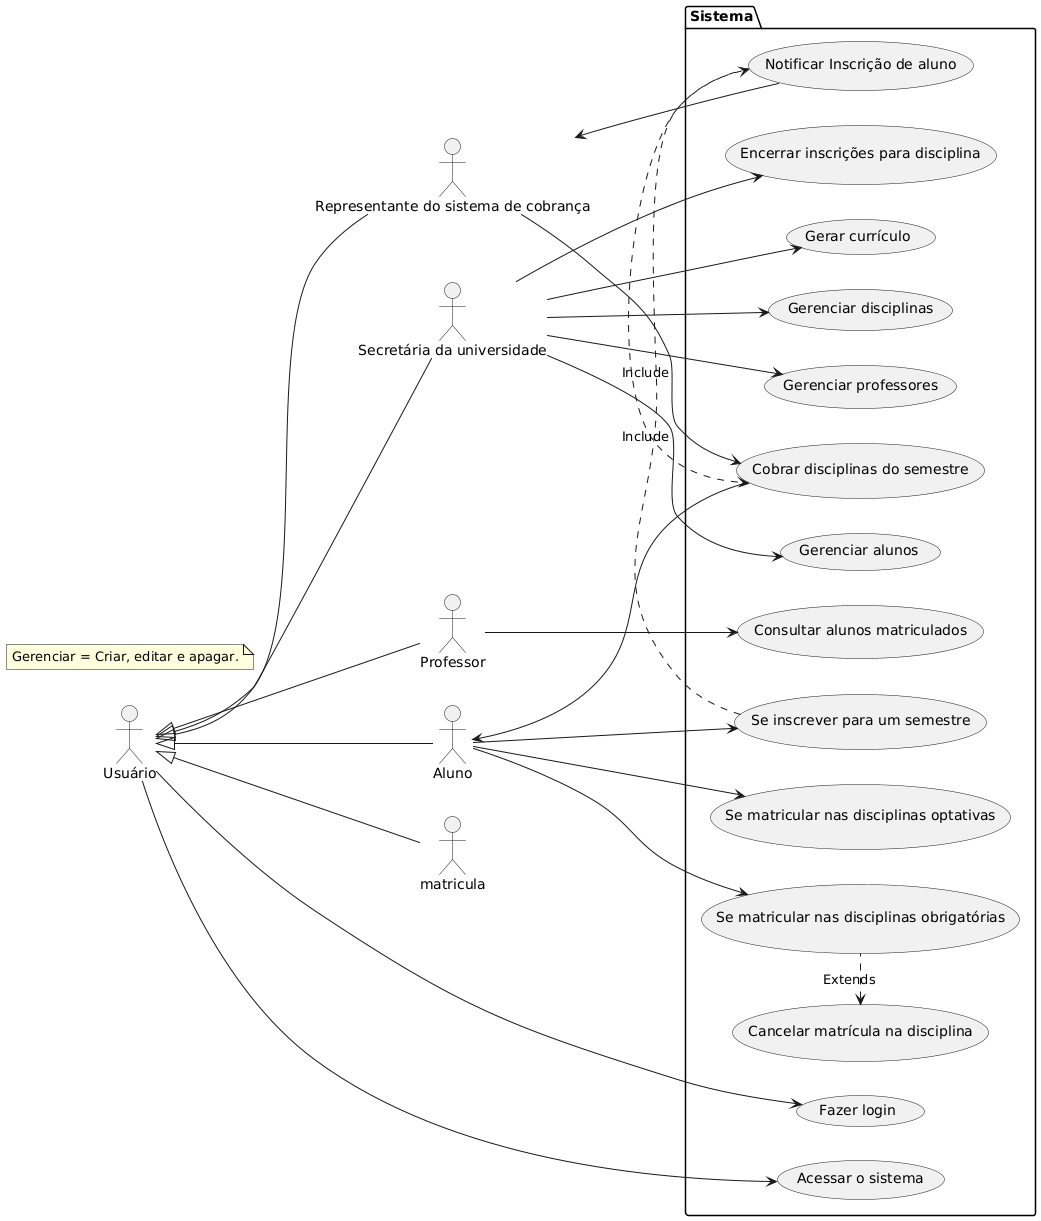 Sistema
Notificar Inscrição de aluno
Encerrar inscrições para disciplina
Representante do sistema de cobrança
Gerar currículo
Gerenciar disciplinas
Secretária da universidade
Include
Gerenciar professores
Include
Cobrar disciplinas do semestre
Gerenciar alunos
Consultar alunos matriculados
Gerenciar = Criar, editar e apagar.
Professor
Se inscrever para um semestre
Usuário
Aluno
Se matricular nas disciplinas optativas
matricula
Se matricular nas disciplinas obrigatórias
Extends
Cancelar matrícula na disciplina
Fazer login
Acessar o sistema